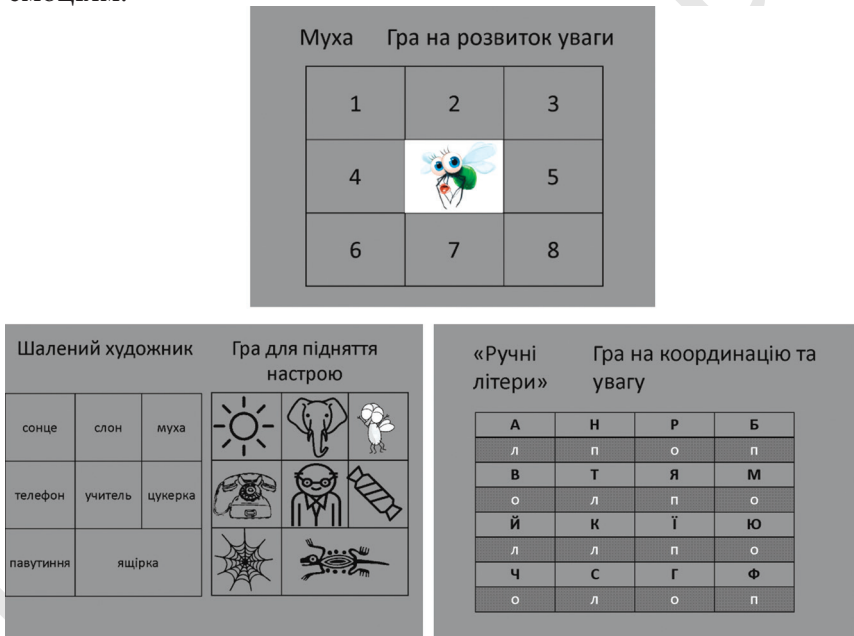 Муха Гра на розвиток уваги
1 2 3
4 5
6 7 8
Шалений художник Гра для підняття
настрою
сонце слон муха
телефон учитель цукерка
павутиння ящірка
«Ручні Гра на координацію та
літери» увагу
А Н Р Б
л п о п
В Т Я М
о л п о
Й К Ї Ю
л л п о
Ч С Г Ф
о л о п